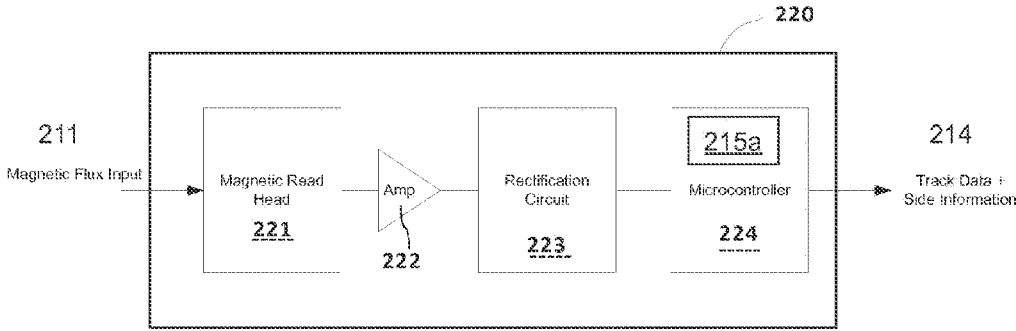 220
211
Magnetic Flux Input
Magnetic Read
Head
221
Amp
222
Rectification
Circuit
223
215a
Microcontroller
224
214
Track Data +
Side Information